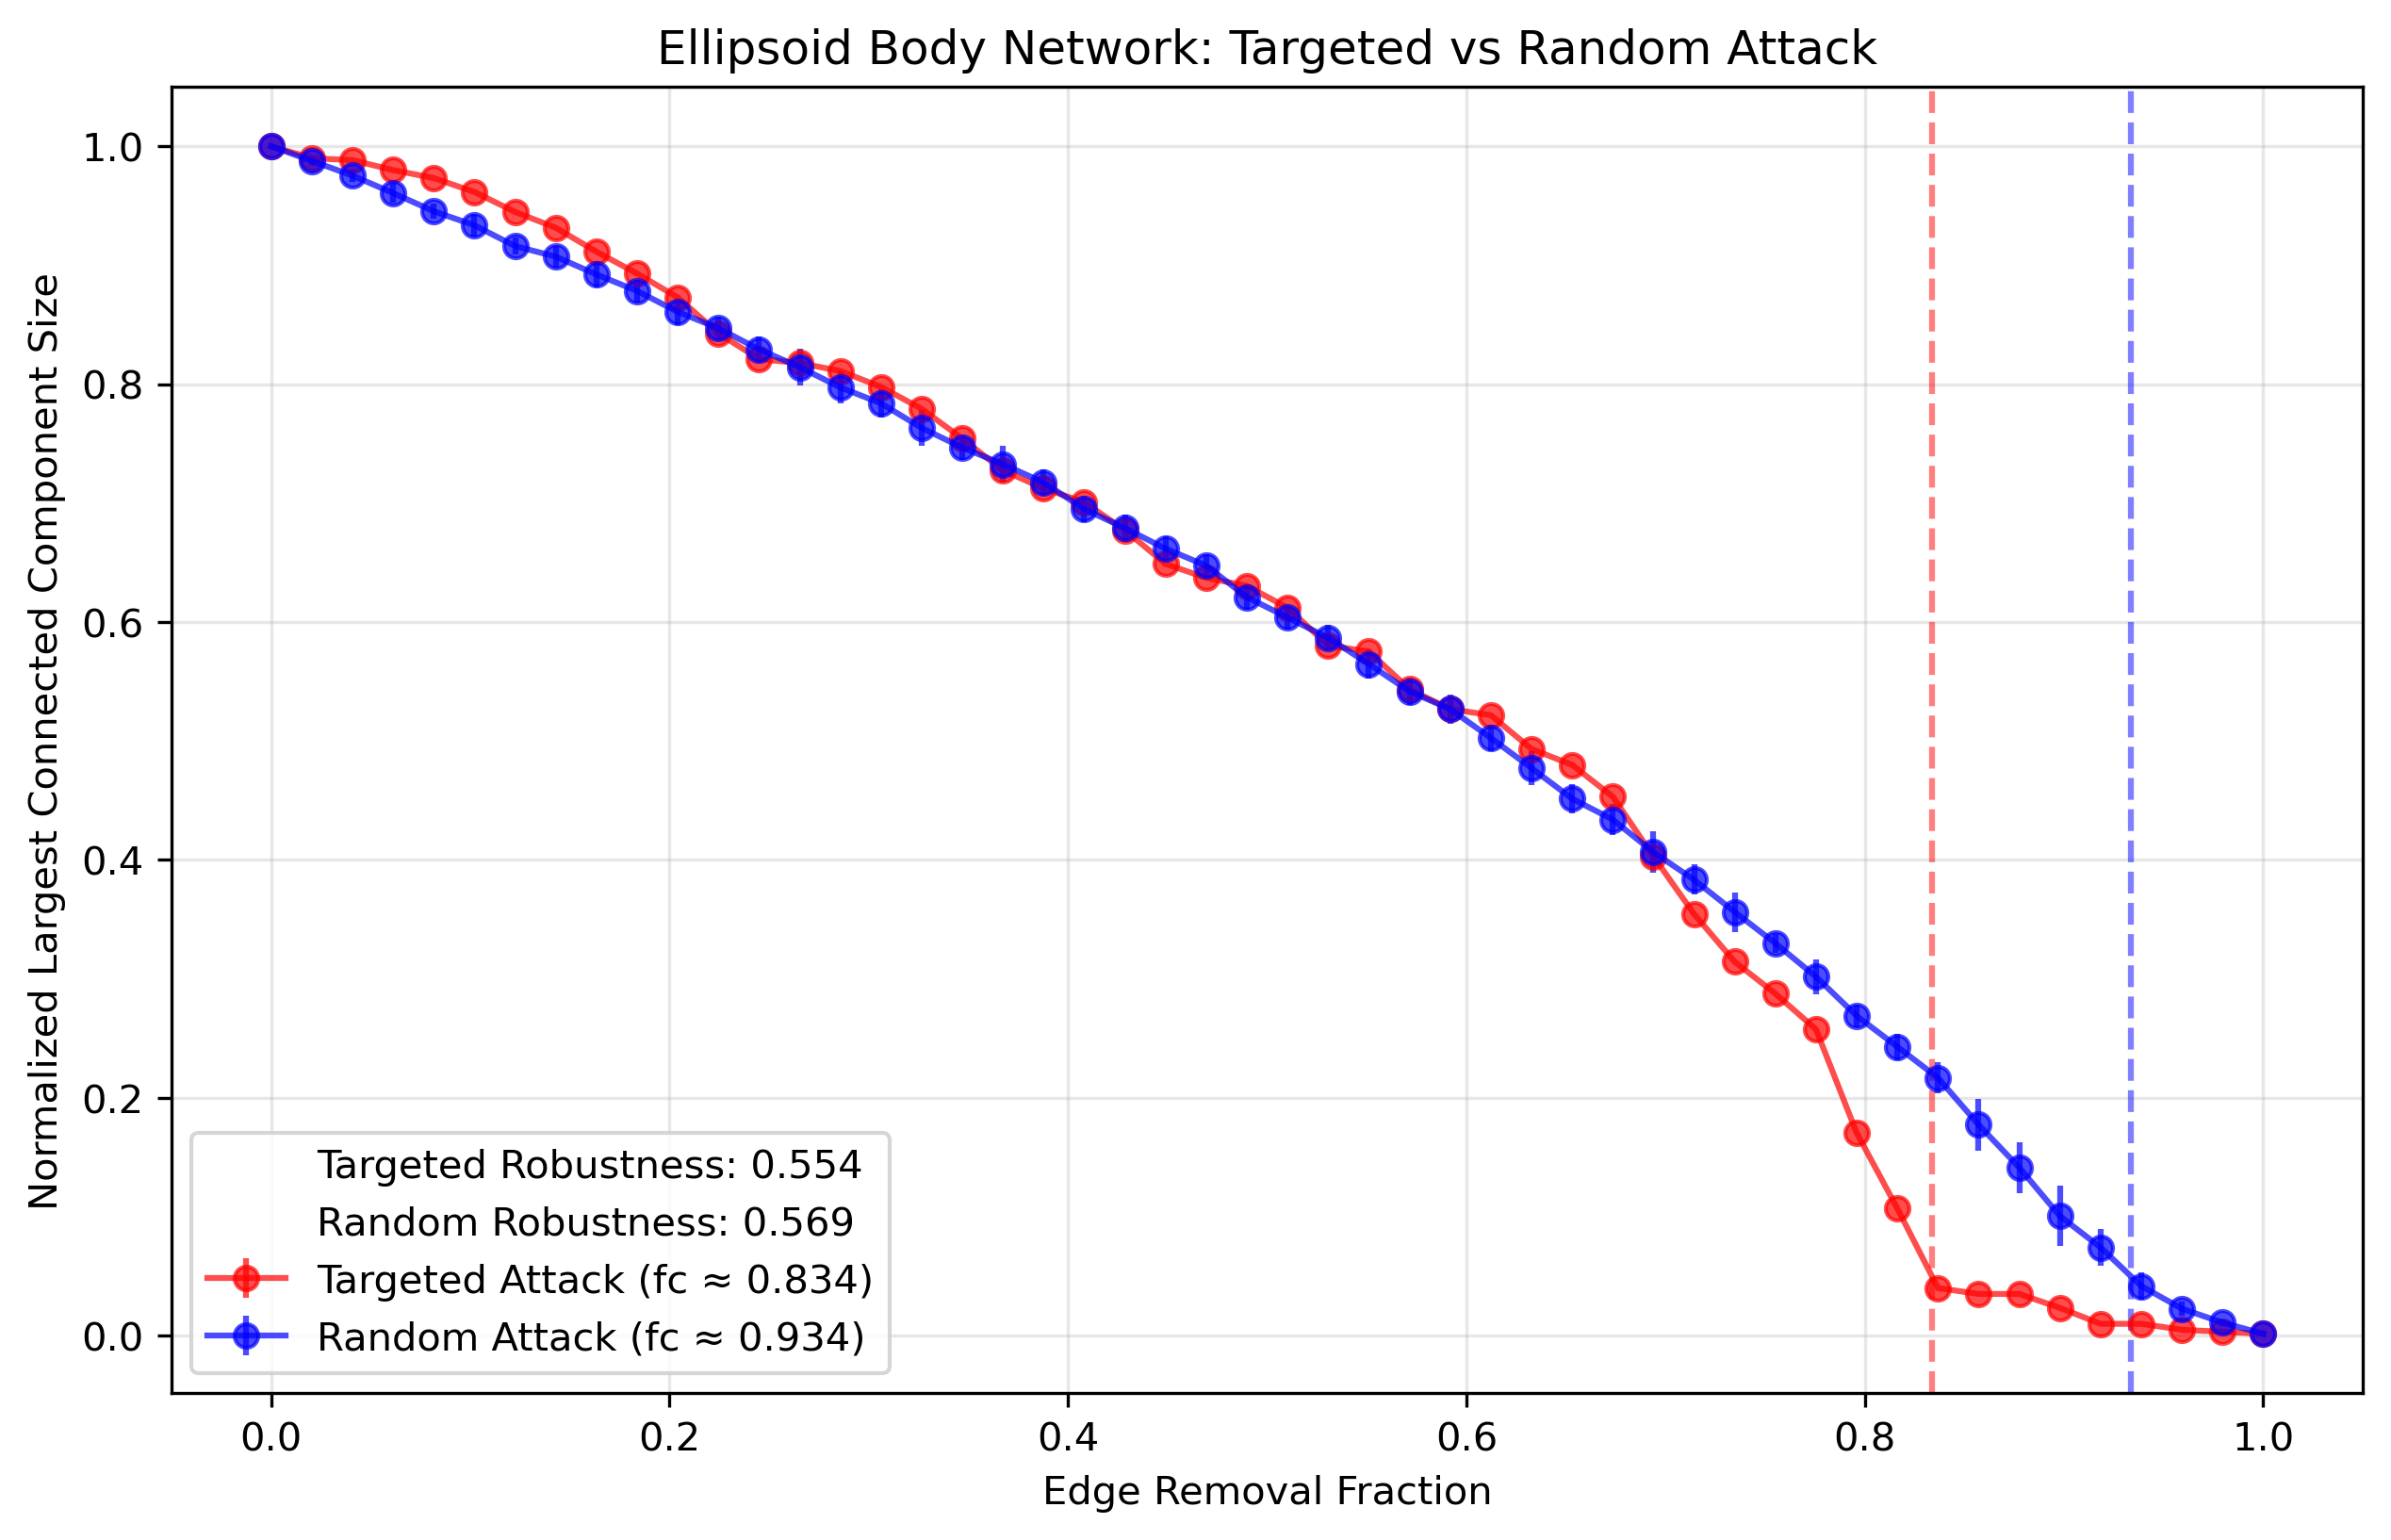 Ellipsoid Body Network: Targeted vs Random Attack
Normalized Largest Connected Component Size
1.0
0.8
0.6
0.4
0.2
0.0
Targeted Robustness: 0.554
Random Robustness: 0.569
Targeted Attack (fc ≈ 0.834)
Random Attack (fc ≈ 0.934)
0.0 0.2 0.4 0.6 0.8 1.0
Edge Removal Fraction